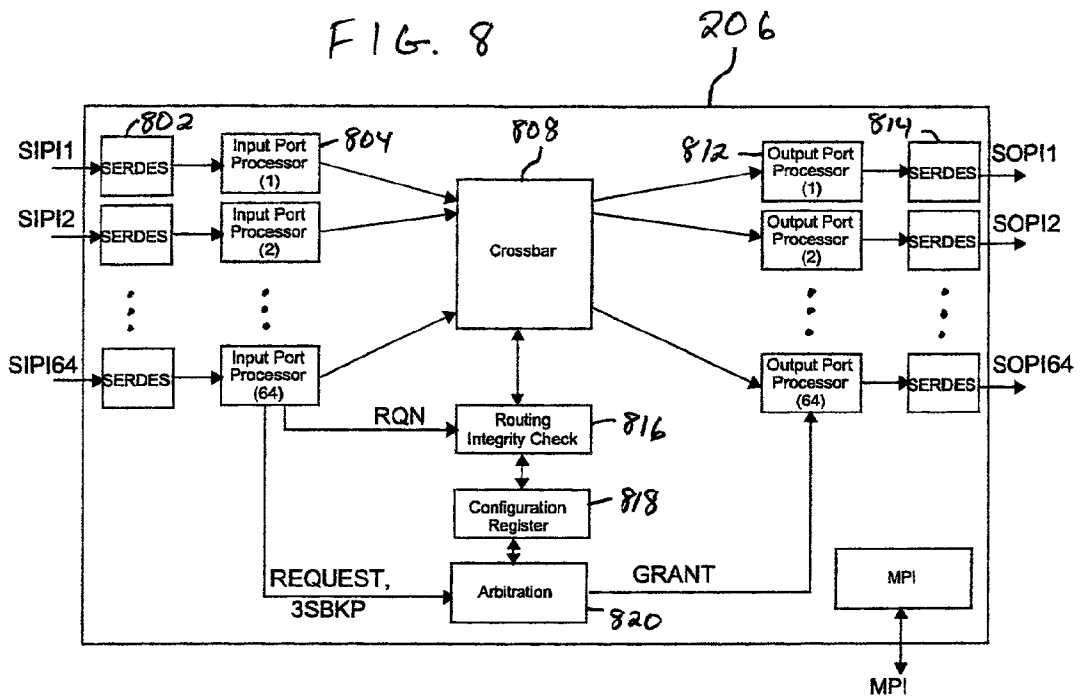 FIG. 8
206
802
804
808
812
814
SIPI1
SERDES
Input Port
Processor
(1)
Output Port
Processor
(1)
SERDES
SOPI1
SIPI2
SERDES
Input Port
Processor
(2)
Crossbar
Output Port
Processor
(2)
SERDES
SOPI2
SIPI64
SERDES
Input Port
Processor
(64)
Output Port
Processor
(64)
SERDES
SOPI64
RQN
Routing
Integrity Check
816
Configuration
Register
818
REQUEST,
3SBKP
Arbitration
820
GRANT
MPI
MPI